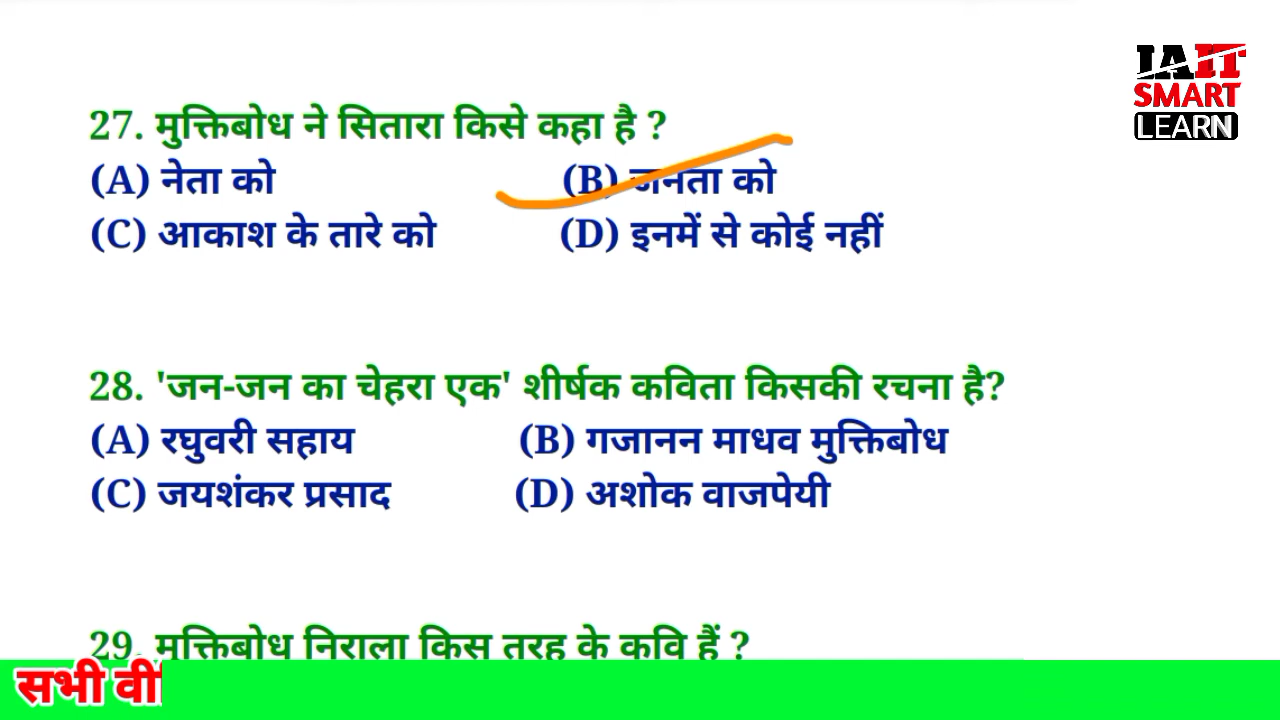 IAIT
SMART
LEARN
27. मुक्तिबोध ने सितारा किसे कहा है ?
(A) नेता को (B) जनता को
(C) आकाश के तारे को (D) इनमें से कोई नहीं
28. 'जन-जन का चेहरा एक' शीर्षक कविता किसकी रचना है?
(A) रघुवरी सहाय (B) गजानन माधव मुक्तिबोध
(C) जयशंकर प्रसाद (D) अशोक वाजपेयी
29. मुक्तिबोध निराला किस तरह के कवि हैं ?
सभी